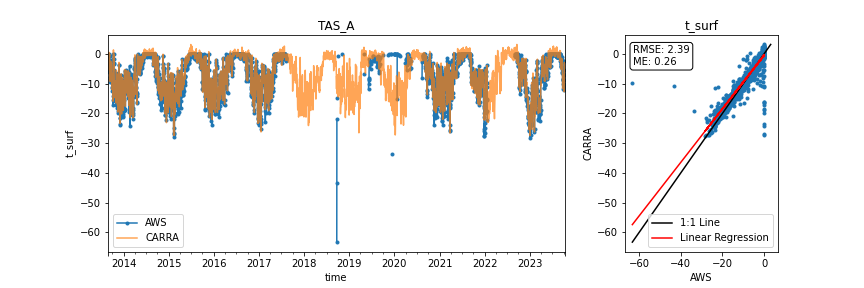 TAS_A
t_surf
0
−10
−20
−30
−40
−50
−60
t_surf
AWS
CARRA
2014 2015 2016 2017 2018 2019 2020 2021 2022 2023
time
t_surf
RMSE: 2.39
ME: 0.26
0
−10
−20
−30
−40
−50
−60
CARRA
1:1 Line
Linear Regression
−60 −40 −20 0
AWS